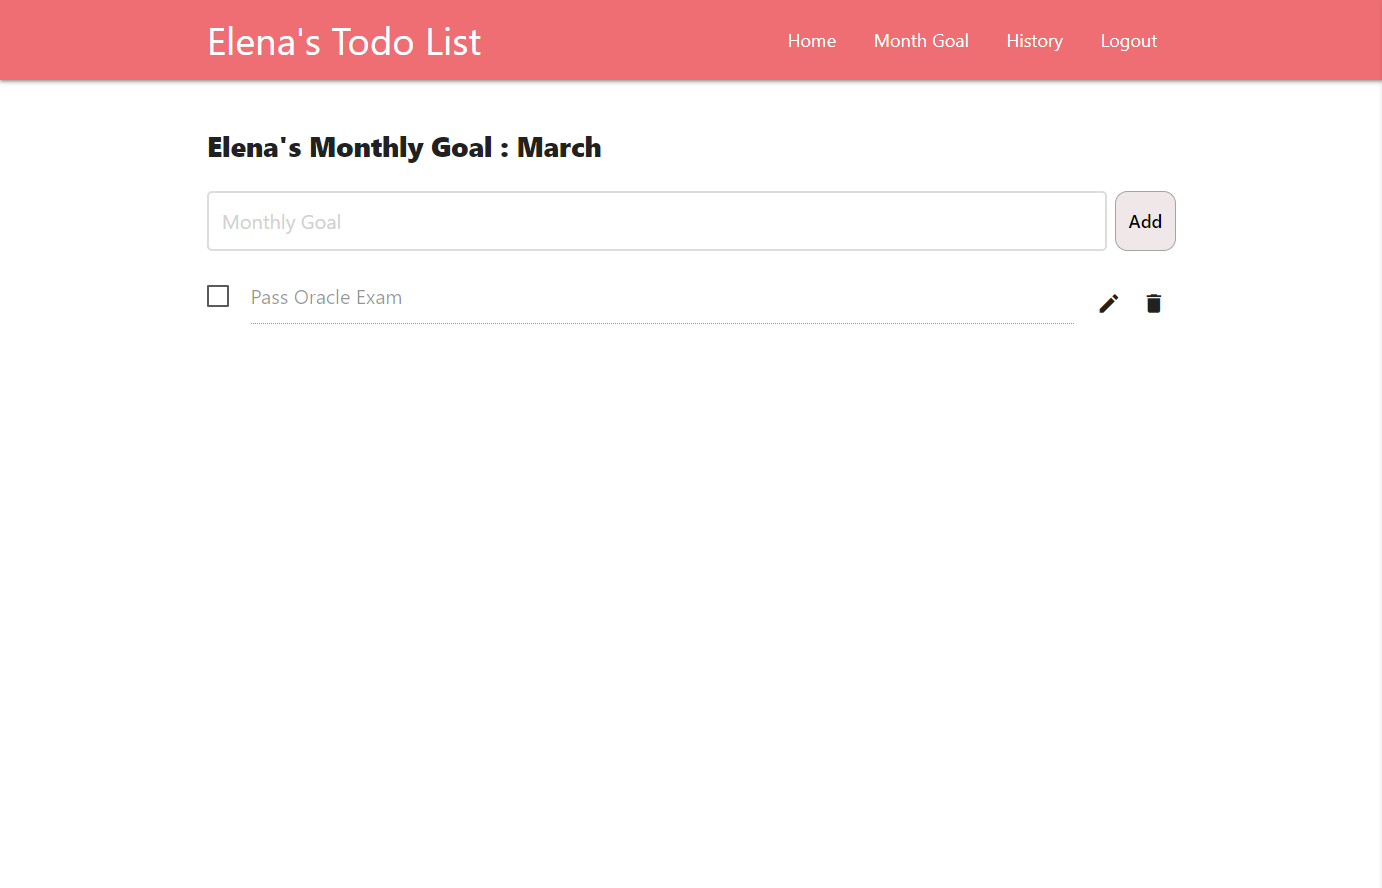 Elena's Todo List
Home Month Goal History Logout
Elena's Monthly Goal : March
Monthly Goal
Add
Pass Oracle Exam